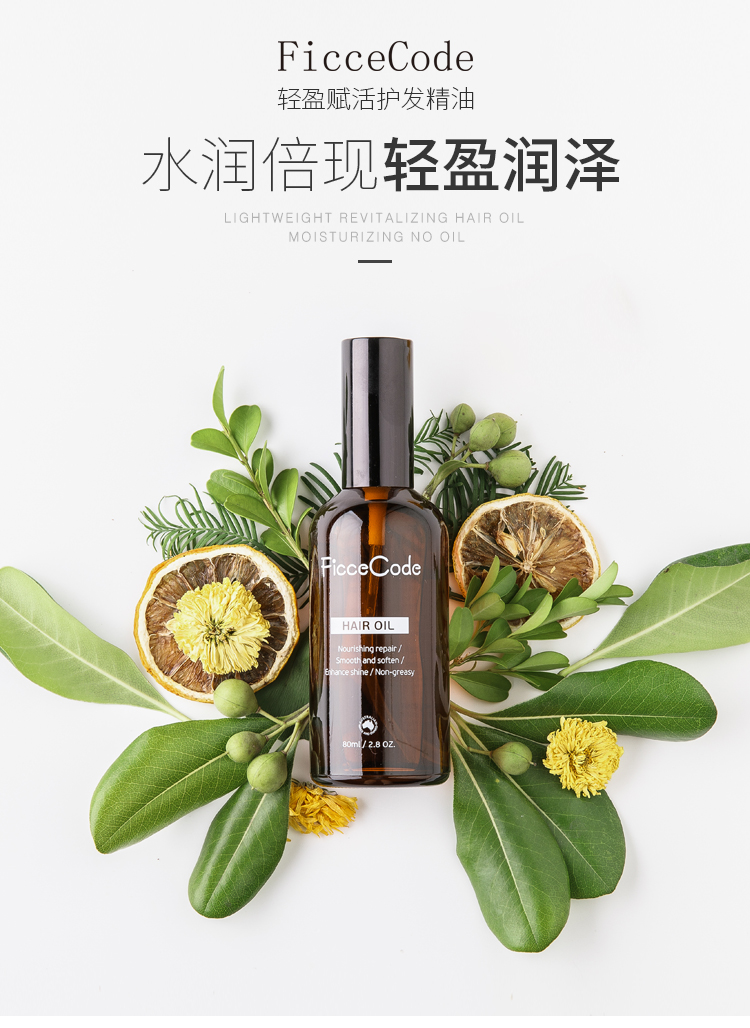 FicceCode
轻盈赋活护发精油
水润倍现轻盈润泽
LIGHTWEIGHT REVITALIZING HAIR OIL
MOISTURIZING NO OIL
FicceCode
HAIR OIL
Nourishing repair /
Smooth and soften /
Enhance shine / Non-greasy
80ml / 2.8 OZ.